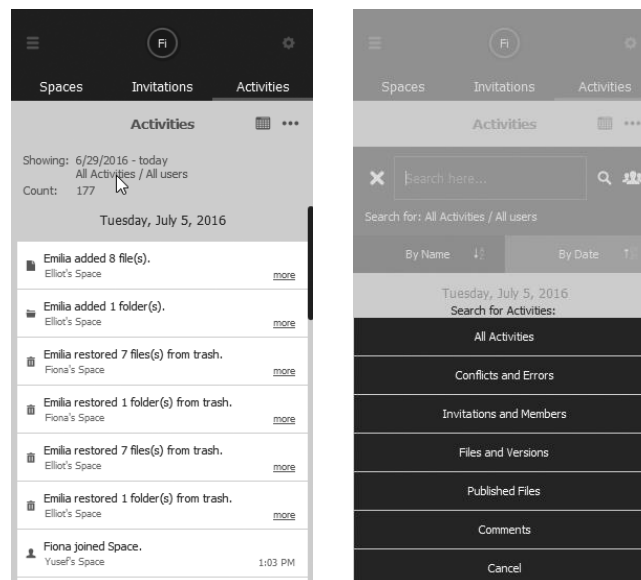 Fi
Spaces Invitations Activities
Activities
Showing: 6/29/2016 - today
All Activities / All users
Count: 177
Tuesday, July 5, 2016
Emilia added 8 file(s).
Elliot's Space more
Emilia added 1 folder(s).
Elliot's Space more
Emilia restored 7 files(s) from trash.
Fiona's Space more
Emilia restored 1 folder(s) from trash.
Fiona's Space more
Emilia restored 7 files(s) from trash.
Elliot's Space more
Emilia restored 1 folder(s) from trash.
Elliot's Space more
Fiona joined Space.
Yusef's Space 1:03 PM
Fi
Spaces Invitations Activities
Activities
Search here...
Search for: All Activities / All users
By Name By Date
Tuesday, July 5, 2016
Search for Activities:
All Activities
Conflicts and Errors
Invitations and Members
Files and Versions
Published Files
Comments
Cancel